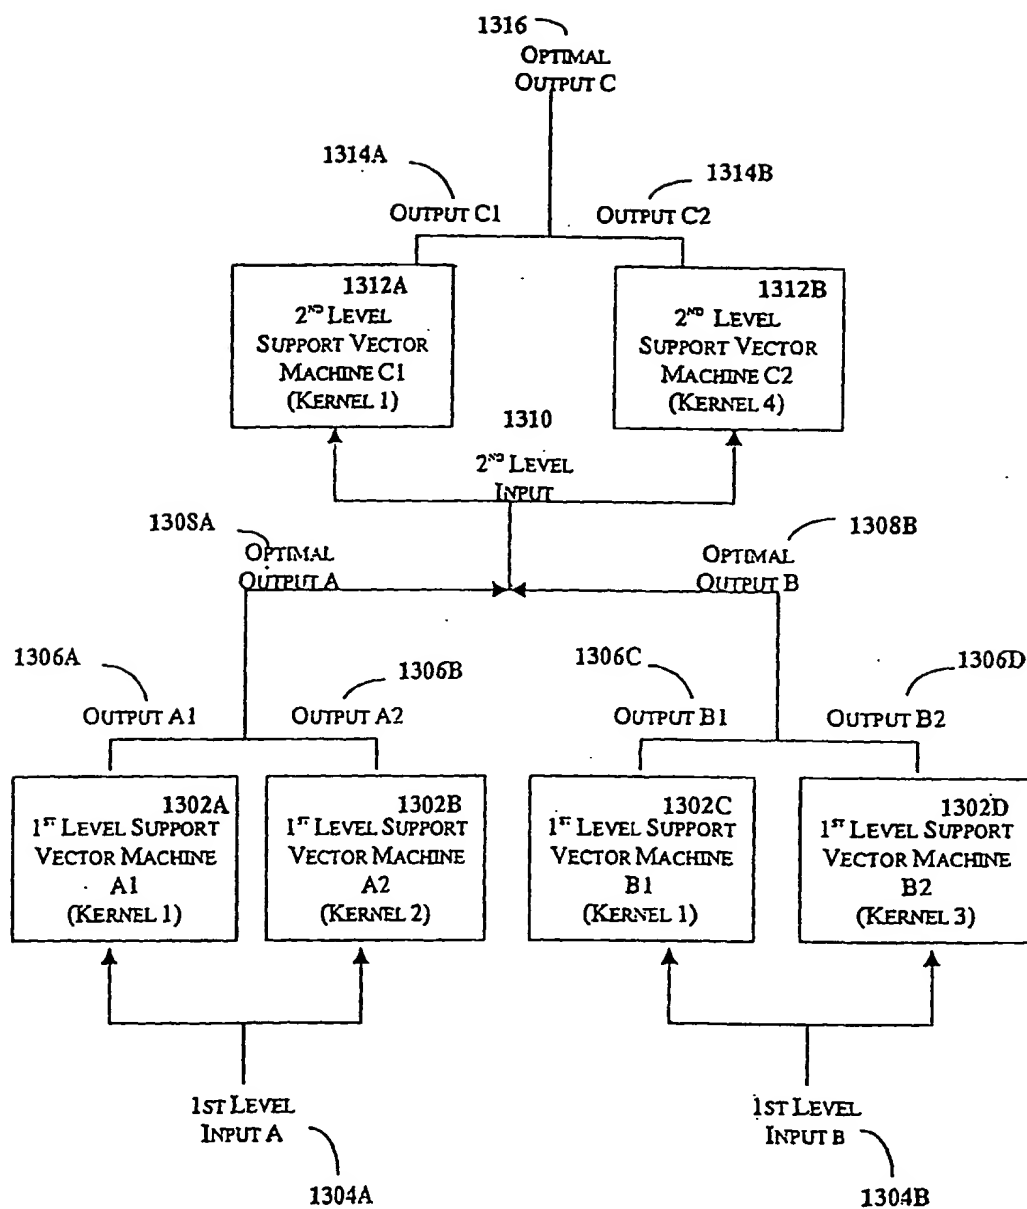 1316
OPTIMAL
OUTPUT C
1314A
1314B
OUTPUT C1
OUTPUT C2
1312A
2ND LEVEL
SUPPORT VECTOR
MACHINE C1
(KERNEL 1)
1312B
2ND LEVEL
SUPPORT VECTOR
MACHINE C2
(KERNEL 4)
1310
2ND LEVEL
INPUT
1308A
OPTIMAL
OUTPUT A
1308B
OPTIMAL
OUTPUT B
1306A
1306B
1306C
1306D
OUTPUT A1
OUTPUT A2
OUTPUT B1
OUTPUT B2
1302A
1ST LEVEL SUPPORT
VECTOR MACHINE
A1
(KERNEL 1)
1302B
1ST LEVEL SUPPORT
VECTOR MACHINE
A2
(KERNEL 2)
1302C
1ST LEVEL SUPPORT
VECTOR MACHINE
B1
(KERNEL 1)
1302D
1ST LEVEL SUPPORT
VECTOR MACHINE
B2
(KERNEL 3)
1ST LEVEL
INPUT A
1304A
1ST LEVEL
INPUT B
1304B